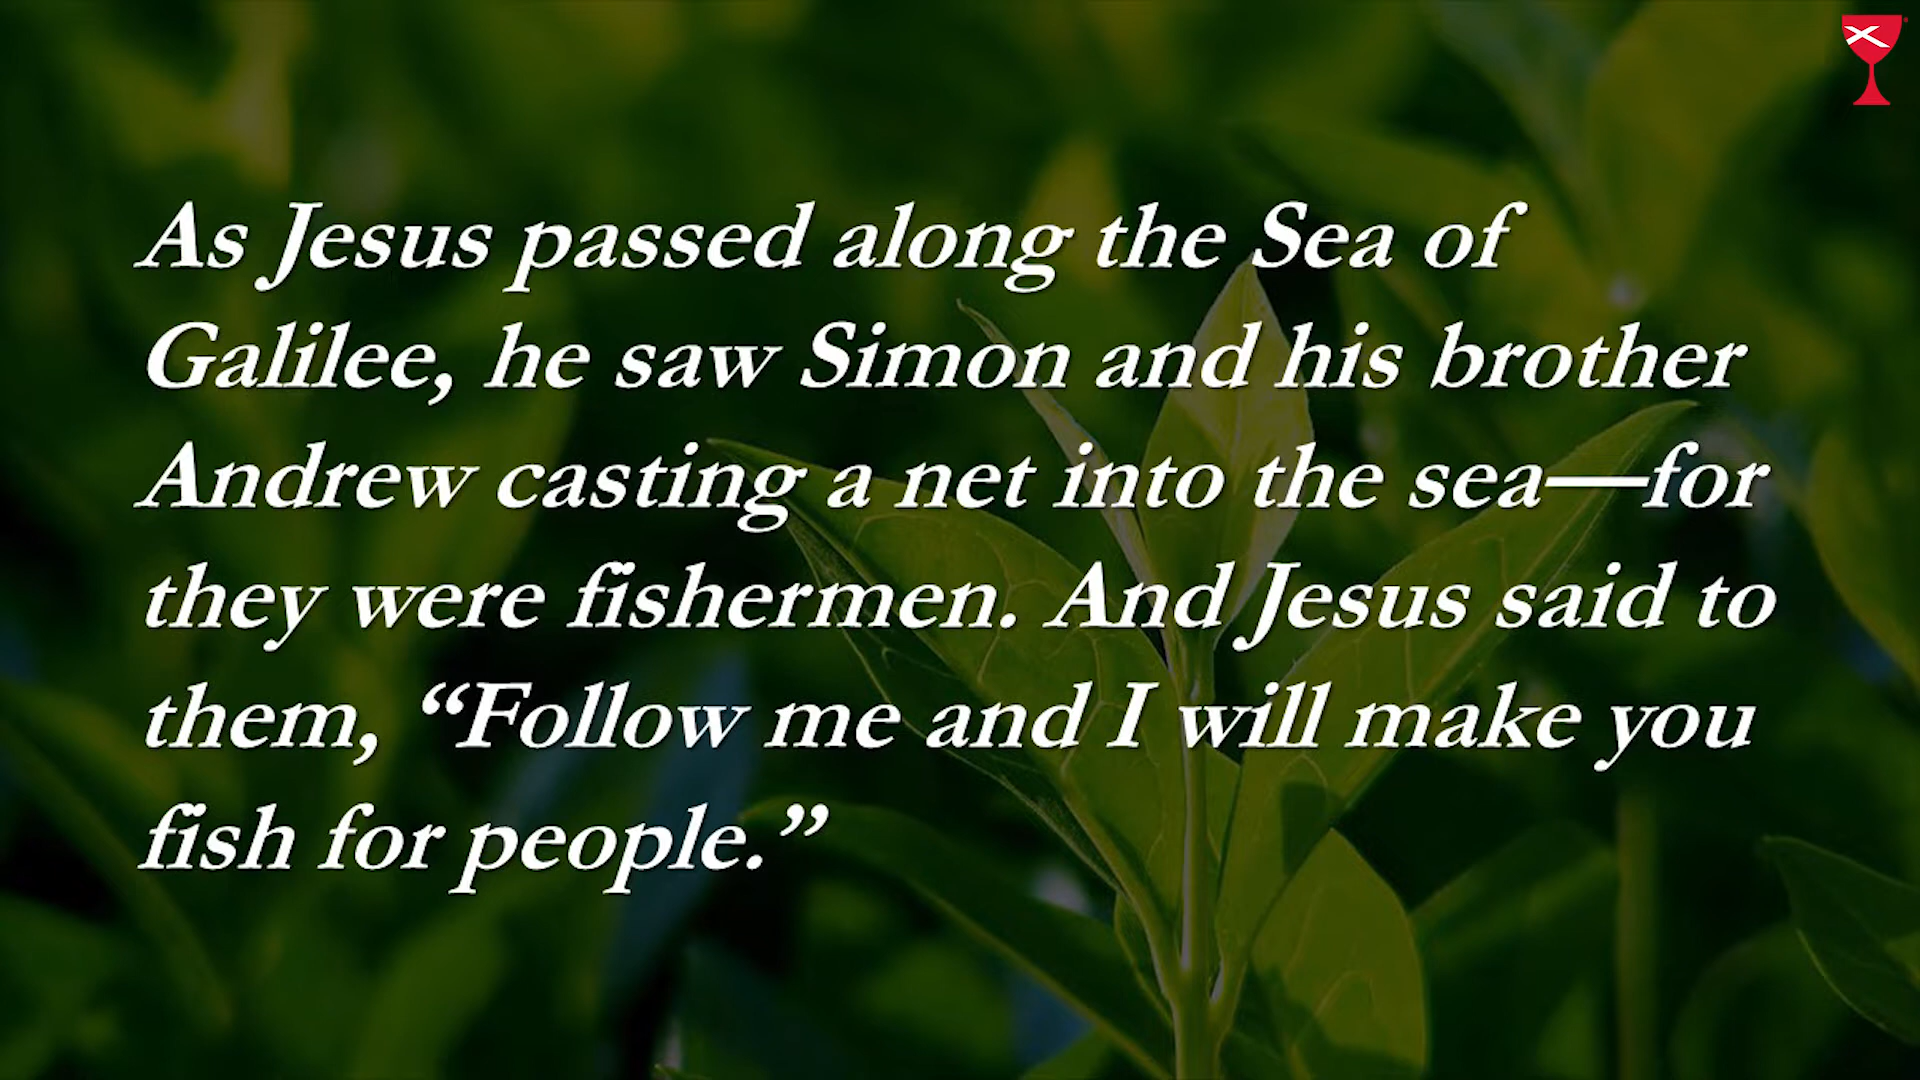 As Jesus passed along the Sea of
Galilee, he saw Simon and his brother
Andrew casting a net into the sea—for
they were fishermen. And Jesus said to
them, “Follow me and I will make you
fish for people.”